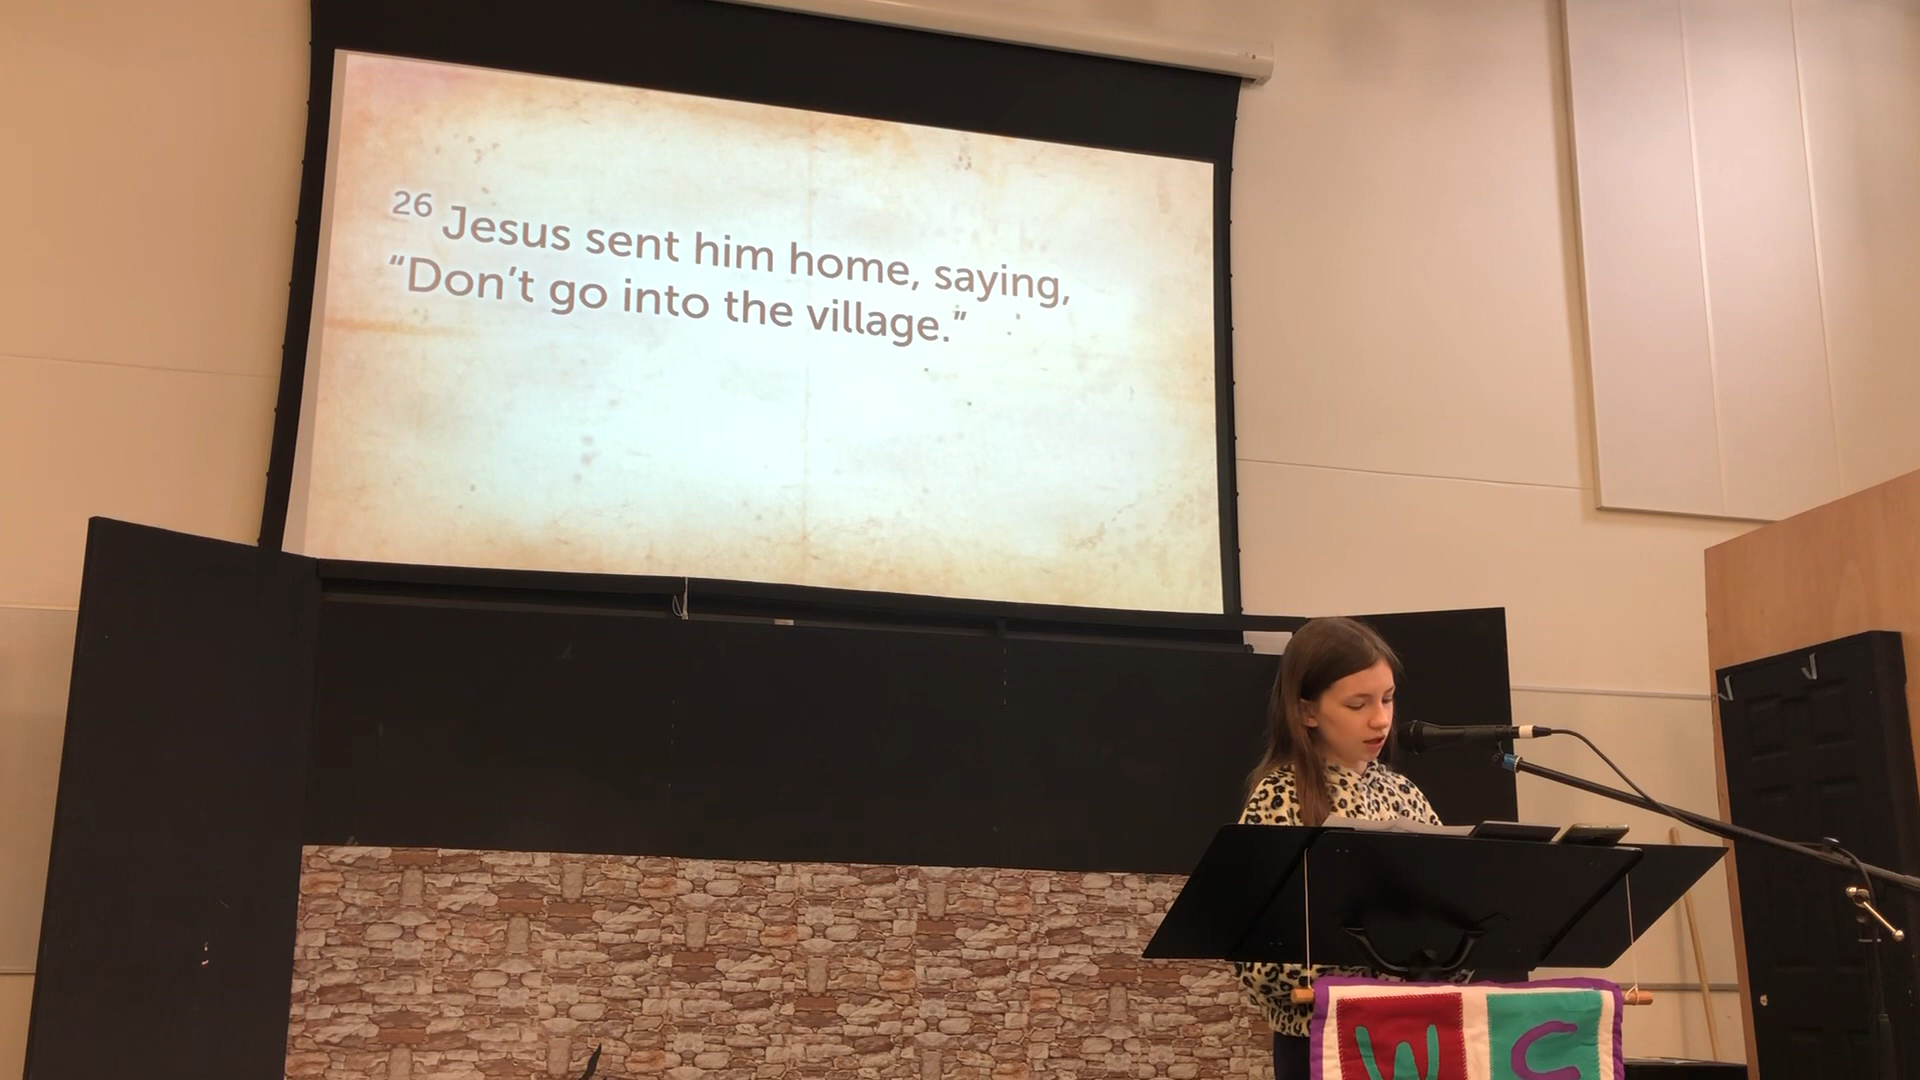 26 Jesus sent him home, saying,
“Don’t go into the village.”
W C